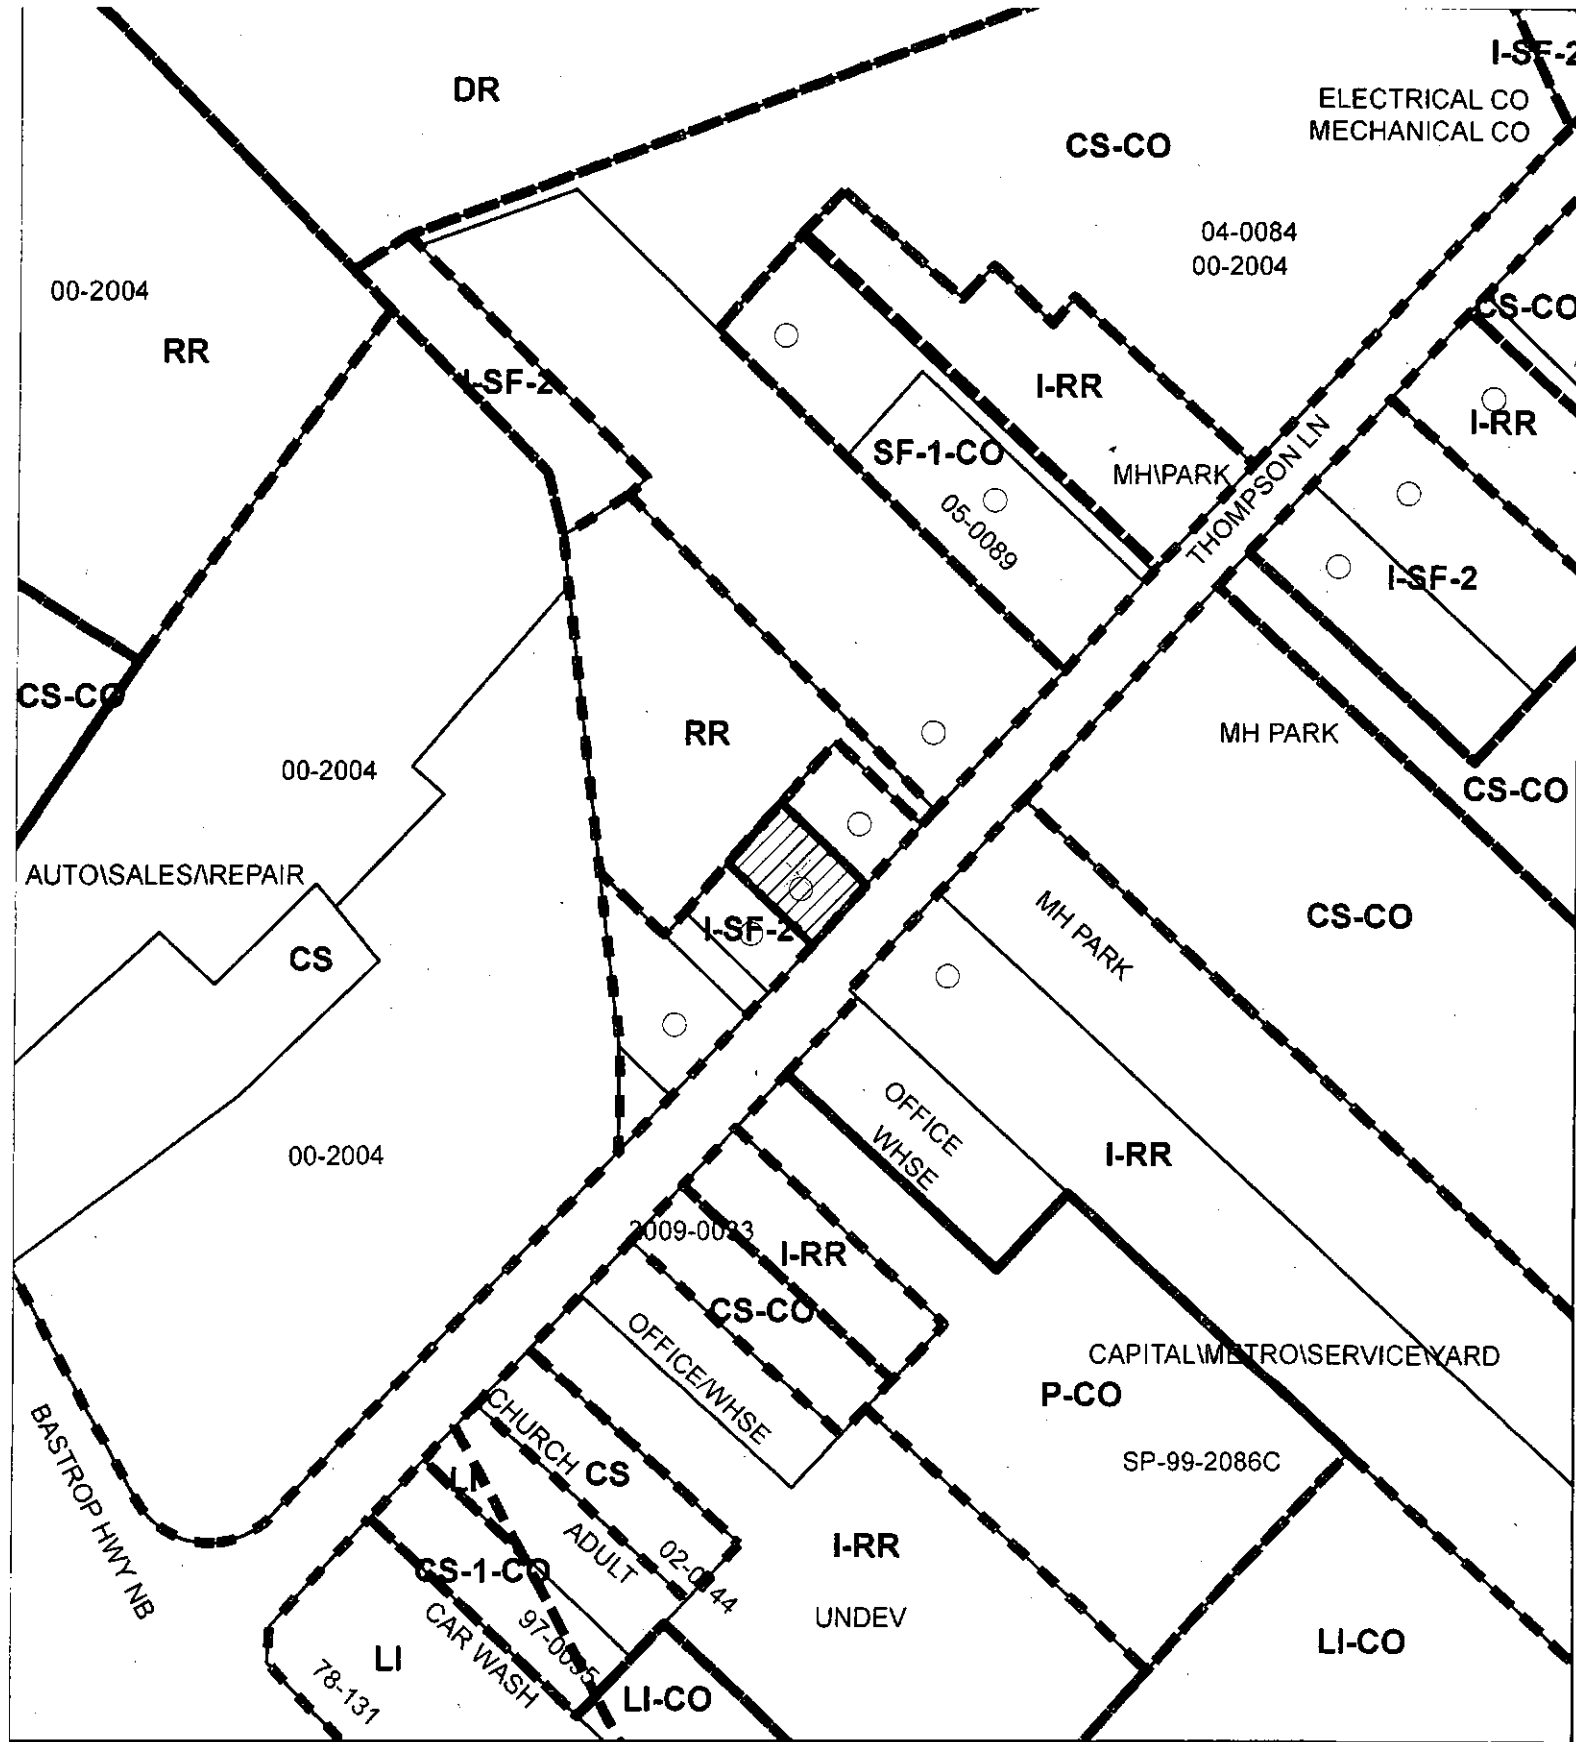 I-SF-2
DR
ELECTRICAL CO
MECHANICAL CO
CS-CO
04-0084
00-2004
00-2004
CS-CO
RR
I-SF-2
I-RR
I-RR
SF-1-CO
MH\PARK
THOMPSON LN
05-0089
I-SF-2
CS-CO
RR
MH PARK
00-2004
CS-CO
AUTO\SALES\REPAIR
MH PARK
CS-CO
I-SF-2
CS
OFFICE
WHSE
00-2004
I-RR
I-RR
CS-CO
OFFICE/WHSE
CAPITAL\METRO\SERVICE\YARD
P-CO
BASTROP HWY NB
CHURCH
CS
SP-99-2086C
LI
ADULT
I-RR
CS-1-CO
UNDEV
CAR WASH
LI
LI-CO
78-131
LI-CO